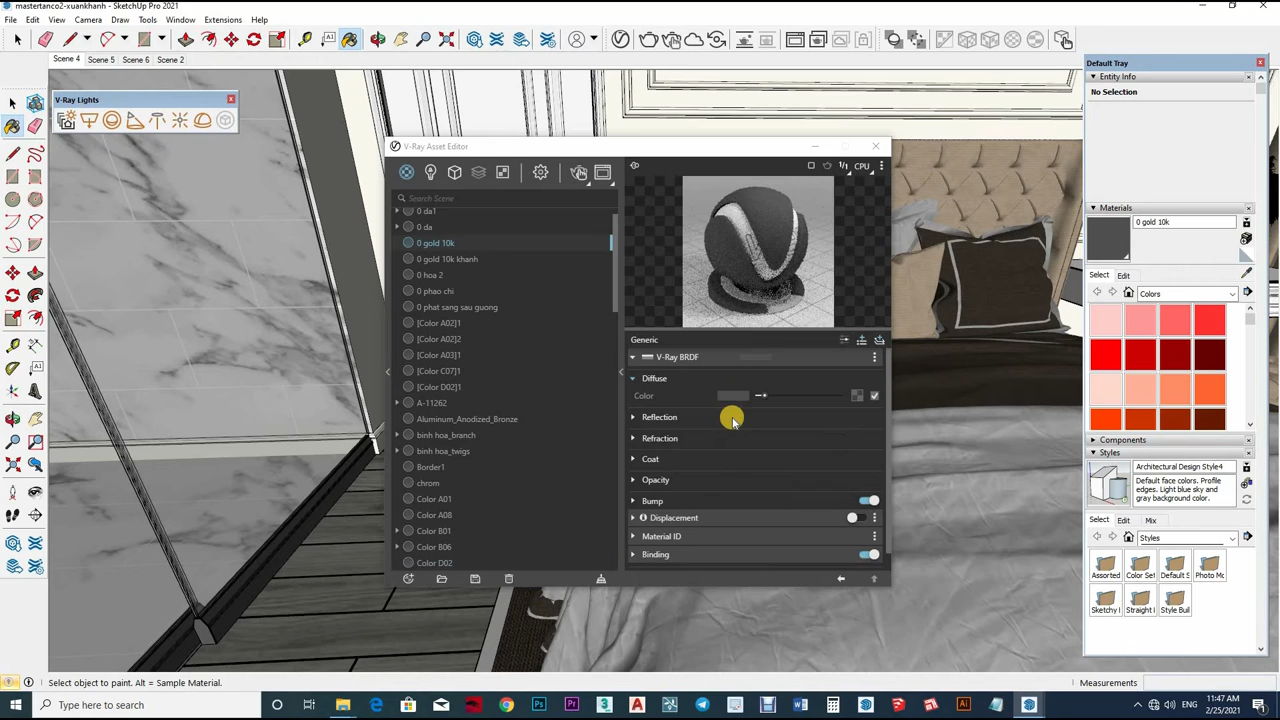 mastertanco2-xuankhanh - SketchUp Pro 2021
File Edit View Camera Draw Tools Window Extensions Help
Scene 4 Scene 5 Scene 6 Scene 2
V-Ray Lights
V-Ray Asset Editor
Search Scene
0 da1
0 da
0 gold 10k
0 gold 10k khanh
0 hoa 2
0 phao chi
0 phat sang sau guong
[Color A02]1
[Color A02]2
[Color A03]1
[Color C07]1
[Color D02]1
A-11262
Aluminum_Anodized_Bronze
binh hoa_branch
binh hoa_twigs
Border1
chrom
Color A01
Color A08
Color B01
Color B06
Color D02
1/1 CPU
Generic
V-Ray BRDF
Diffuse
Color
Reflection
Refraction
Coat
Opacity
Bump
Displacement
Material ID
Binding
Default Tray
Entity Info
No Selection
Materials
0 gold 10k
Select Edit
Colors
Components
Styles
Architectural Design Style4
Default face colors. Profile
edges. Light blue sky and
gray background color.
Select Edit Mix
Styles
Assorted Color Se Default S Photo Mo
Sketchy I Straight I Style Buil
Select object to paint. Alt = Sample Material.
Measurements
Type here to search
ENG
11:47 AM
2/25/2021